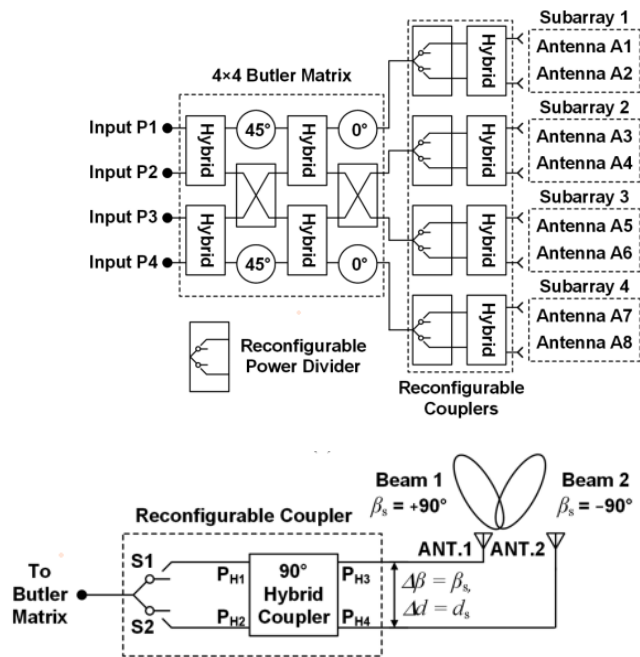 Subarray 1
4×4 Butler Matrix
Hybrid
Antenna A1
Antenna A2
Input P1
Hybrid
45°
Hybrid
0°
Subarray 2
Input P2
Hybrid
Antenna A3
Antenna A4
Input P3
Hybrid
Hybrid
Subarray 3
Hybrid
Antenna A5
Antenna A6
Input P4
45°
0°
Subarray 4
Hybrid
Antenna A7
Antenna A8
Reconfigurable
Power Divider
Reconfigurable
Couplers
Beam 1
βs = +90°
Beam 2
βs = −90°
Reconfigurable Coupler
ANT.1
ANT.2
To
Butler
Matrix
S1
S2
PH1
PH2
90°
Hybrid
Coupler
PH3
PH4
Δβ = βs,
Δd = ds